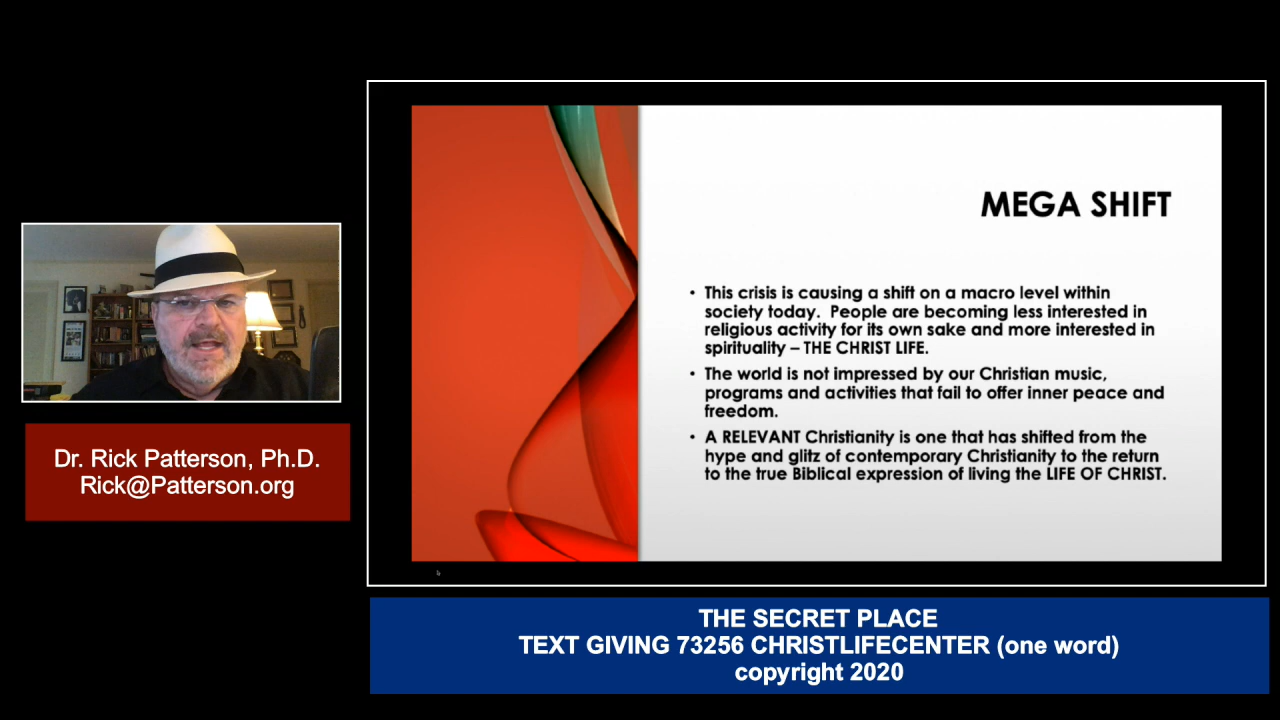 MEGA SHIFT
• This crisis is causing a shift on a macro level within
society today. People are becoming less interested in
religious activity for its own sake and more interested in
spirituality – THE CHRIST LIFE.
• The world is not impressed by our Christian music,
programs and activities that fail to offer inner peace and
freedom.
• A RELEVANT Christianity is one that has shifted from the
hype and glitz of contemporary Christianity to the return
to the true Biblical expression of living the LIFE OF CHRIST.
Dr. Rick Patterson, Ph.D.
Rick@Patterson.org
THE SECRET PLACE
TEXT GIVING 73256 CHRISTLIFECENTER (one word)
copyright 2020